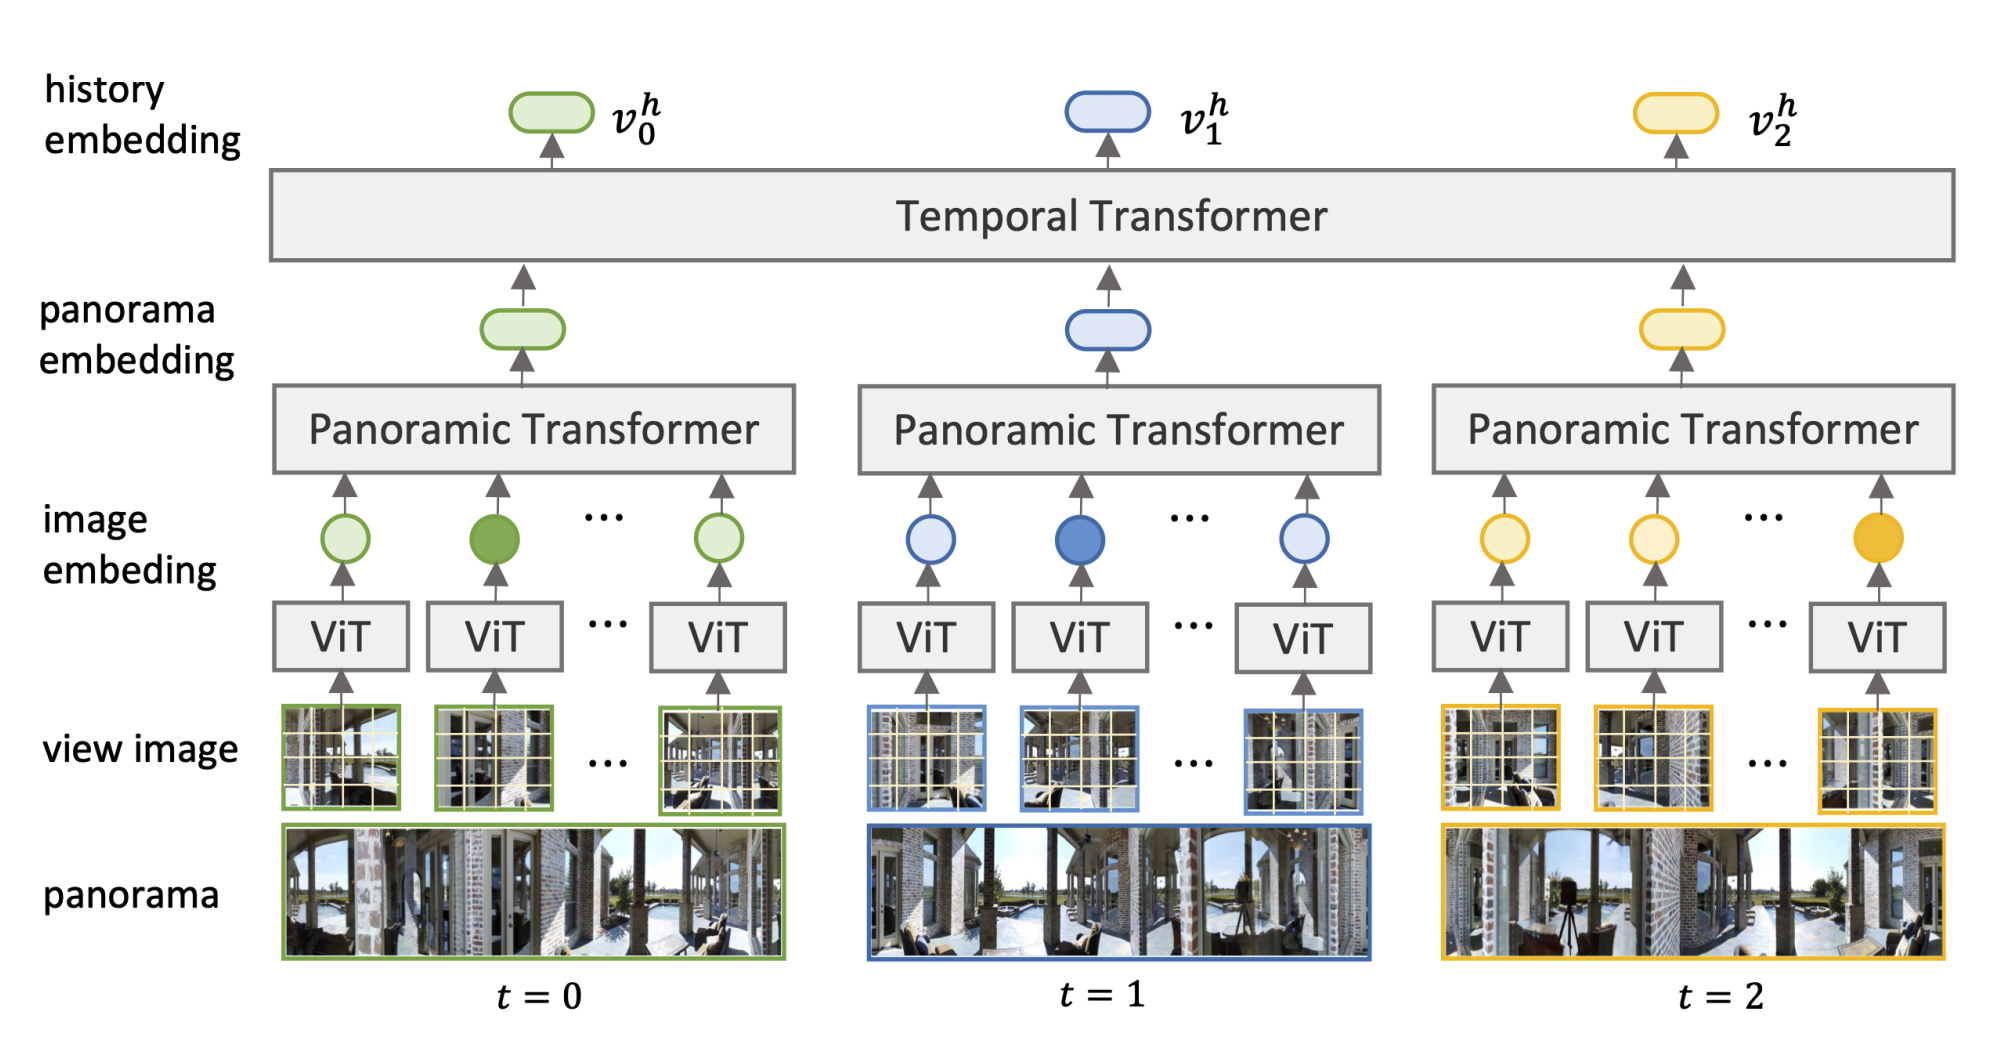 history
embedding
v_0^h
v_1^h
v_2^h
Temporal Transformer
panorama
embedding
Panoramic Transformer
Panoramic Transformer
Panoramic Transformer
image
embeding
...
...
...
ViT
ViT
...
ViT
ViT
ViT
...
ViT
ViT
ViT
...
ViT
view image
...
...
...
panorama
t = 0
t = 1
t = 2